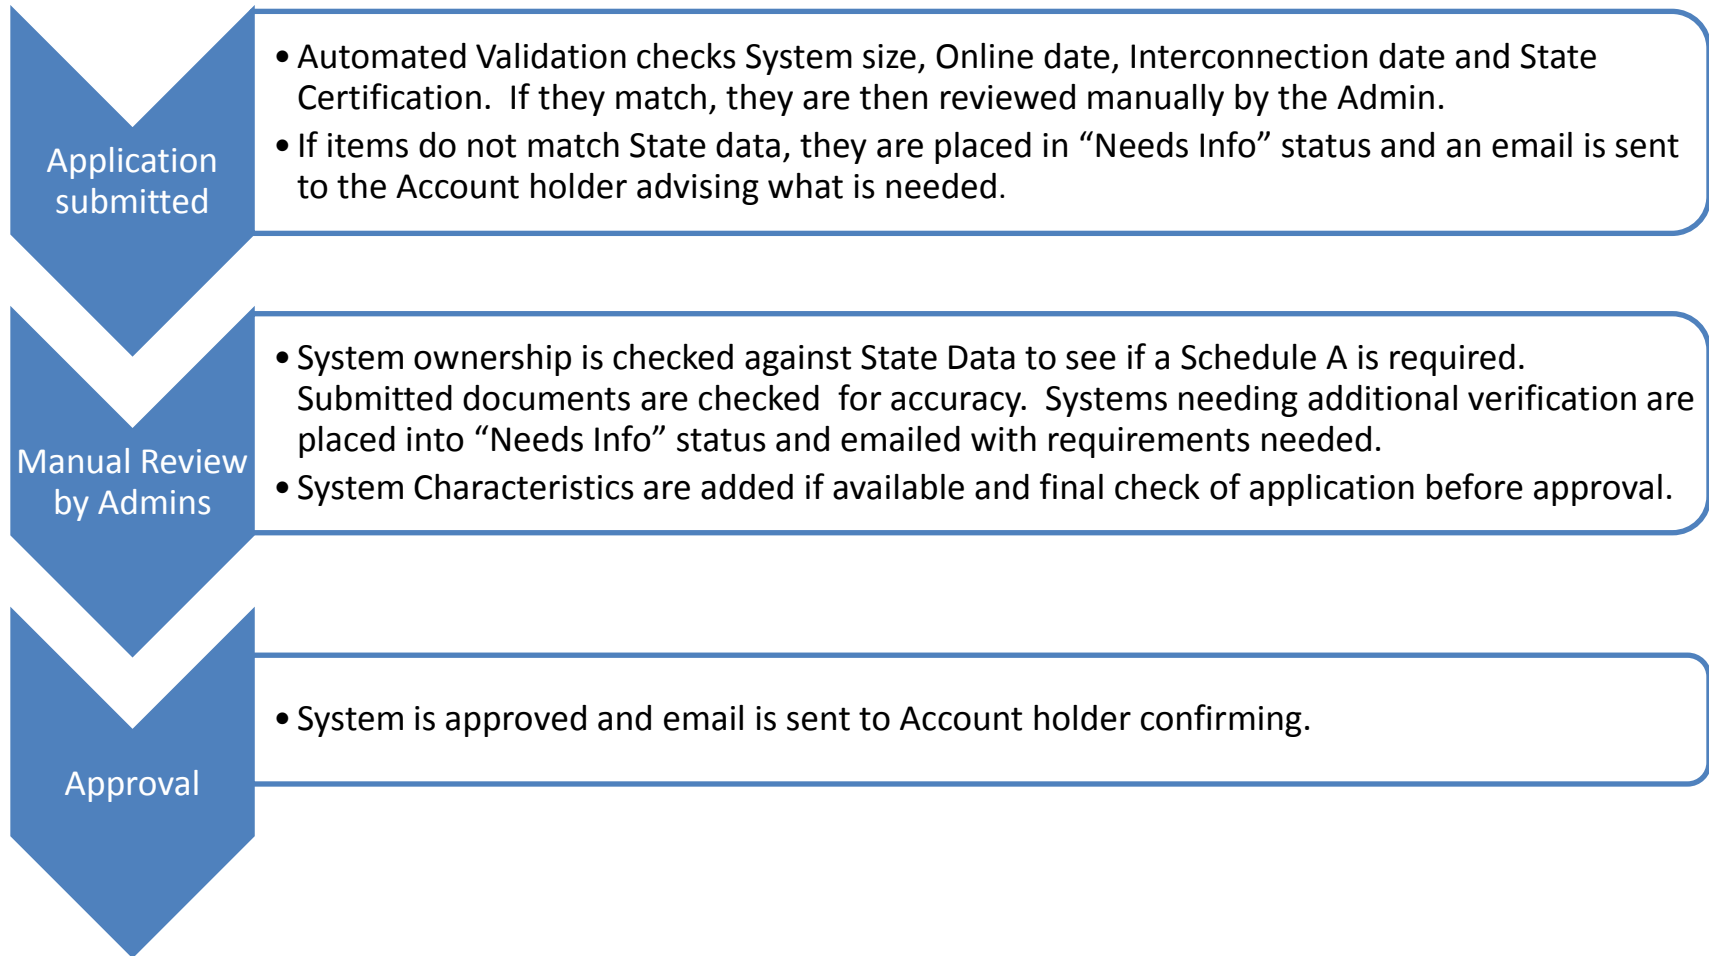 Application
submitted
• Automated Validation checks System size, Online date, Interconnection date and State
Certification.  If they match, they are then reviewed manually by the Admin.
• If items do not match State data, they are placed in “Needs Info” status and an email is sent
to the Account holder advising what is needed.
Manual Review
by Admins
• System ownership is checked against State Data to see if a Schedule A is required.
Submitted documents are checked  for accuracy.  Systems needing additional verification are
placed into “Needs Info” status and emailed with requirements needed.
• System Characteristics are added if available and final check of application before approval.
Approval
• System is approved and email is sent to Account holder confirming.